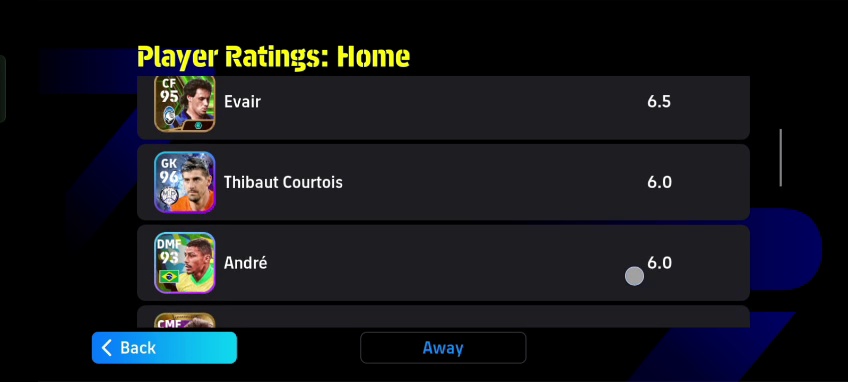 Player Ratings: Home
CF
95
Evair
6.5
GK
96
Thibaut Courtois
6.0
DMF
93
André
6.0
CMF
Back
Away